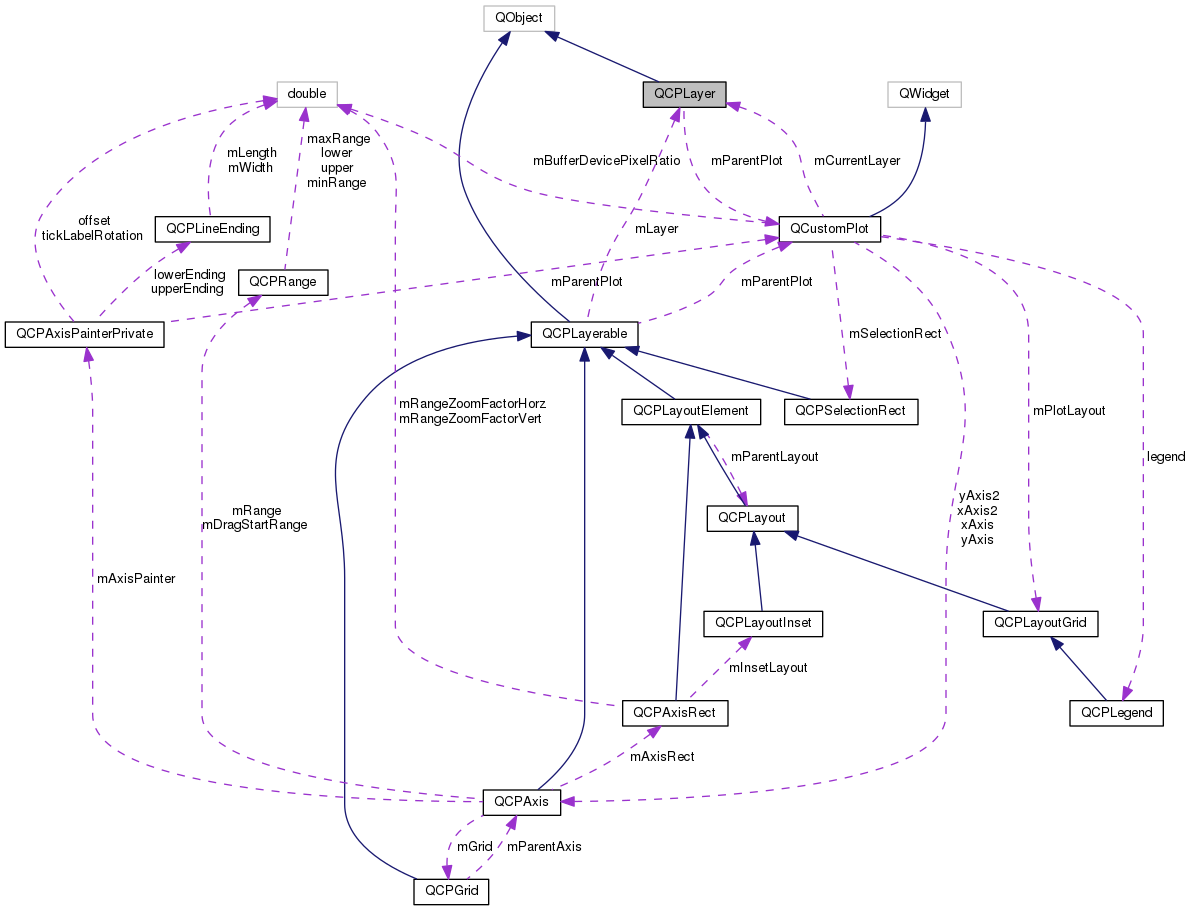 QObject
double
QCPLayer
QWidget
maxRange
lower
upper
minRange
mLength
mWidth
mBufferDevicePixelRatio
mParentPlot
mCurrentLayer
offset
tickLabelRotation
QCPLineEnding
mLayer
QCustomPlot
lowerEnding
upperEnding
QCPRange
mParentPlot
mParentPlot
QCPAxisPainterPrivate
QCPLayerable
mSelectionRect
mRangeZoomFactorHorz
mRangeZoomFactorVert
QCPLayoutElement
QCPSelectionRect
mPlotLayout
mParentLayout
legend
mRange
mDragStartRange
QCPLayout
yAxis2
xAxis2
xAxis
yAxis
mAxisPainter
QCPLayoutInset
QCPLayoutGrid
mInsetLayout
QCPAxisRect
QCPLegend
mAxisRect
QCPAxis
mGrid
mParentAxis
QCPGrid